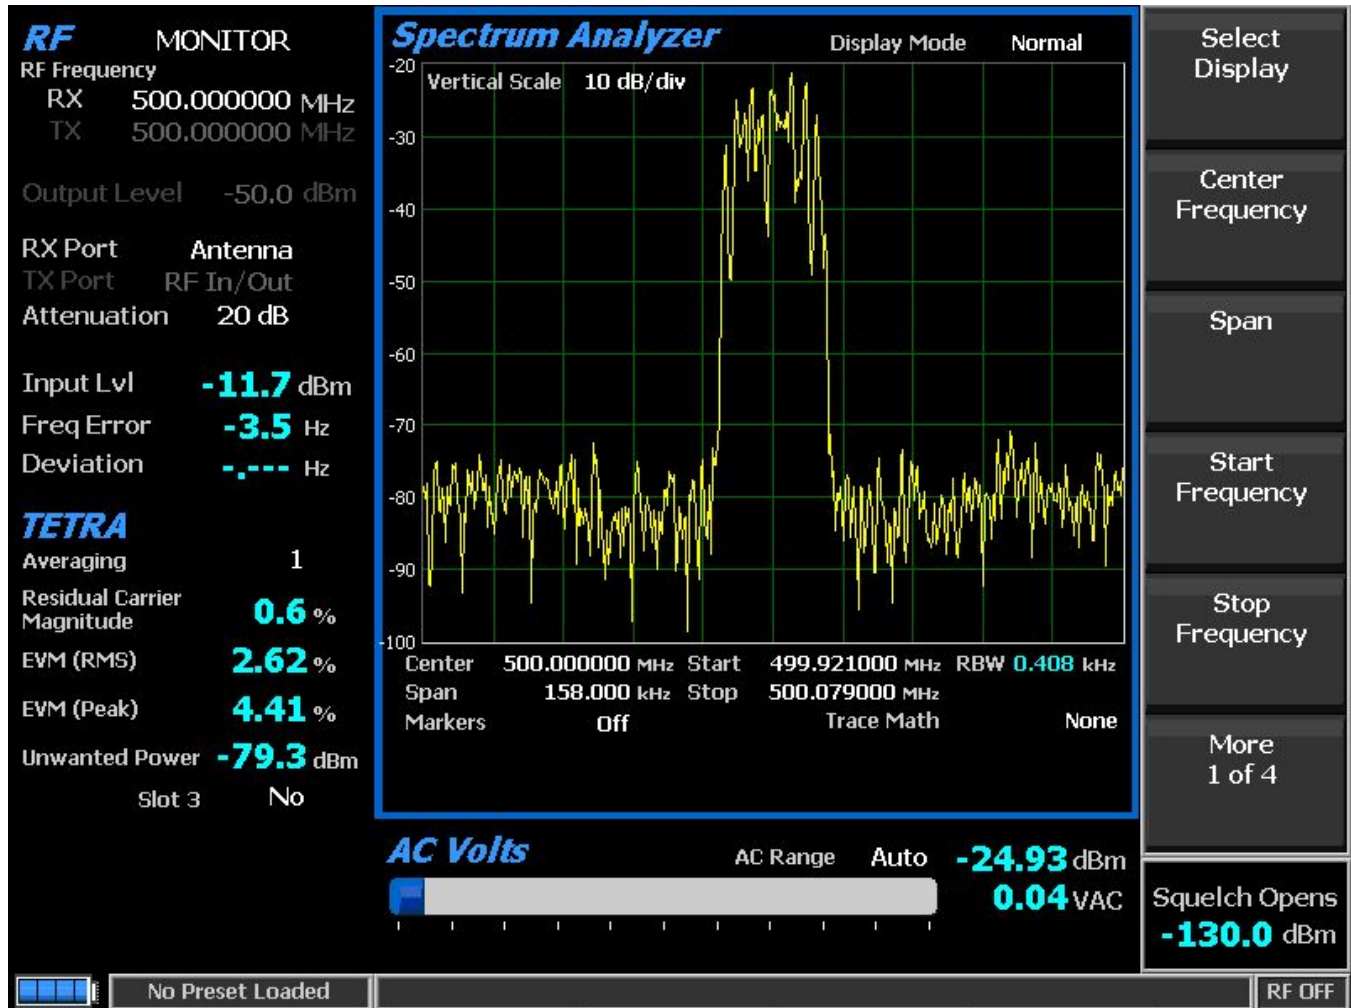 RF MONITOR
RF Frequency
RX 500.000000 MHz
TX 500.000000 MHz
Output Level -50.0 dBm
RX Port Antenna
TX Port RF In/Out
Attenuation 20 dB
Input Lvl -11.7 dBm
Freq Error -3.5 Hz
Deviation -.--- Hz
TETRA
Averaging 1
Residual Carrier
Magnitude 0.6 %
EVM (RMS) 2.62 %
EVM (Peak) 4.41 %
Unwanted Power -79.3 dBm
Slot 3 No
Spectrum Analyzer Display Mode Normal
Vertical Scale 10 dB/div
-20
-30
-40
-50
-60
-70
-80
-90
-100
Center 500.000000 MHz Start 499.921000 MHz RBW 0.408 kHz
Span 158.000 kHz Stop 500.079000 MHz
Markers Off Trace Math None
AC Volts AC Range Auto -24.93 dBm
0.04 VAC
Select
Display
Center
Frequency
Span
Start
Frequency
Stop
Frequency
More
1 of 4
Squelch Opens
-130.0 dBm
No Preset Loaded
RF OFF